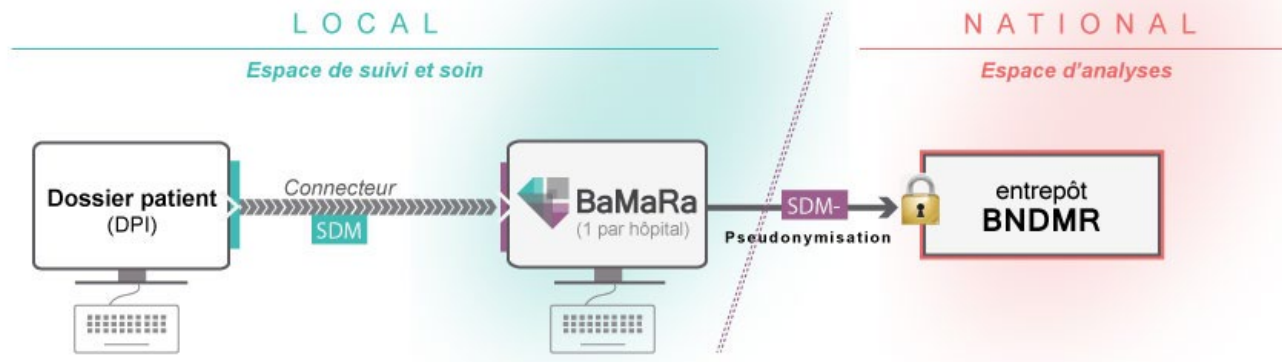 LOCAL
Espace de suivi et soin
NATIONAL
Espace d'analyses
Dossier patient
(DPI)
Connecteur
SDM
BaMaRa
(1 par hôpital)
SDM-
Pseudonymisation
entrepôt
BNDMR